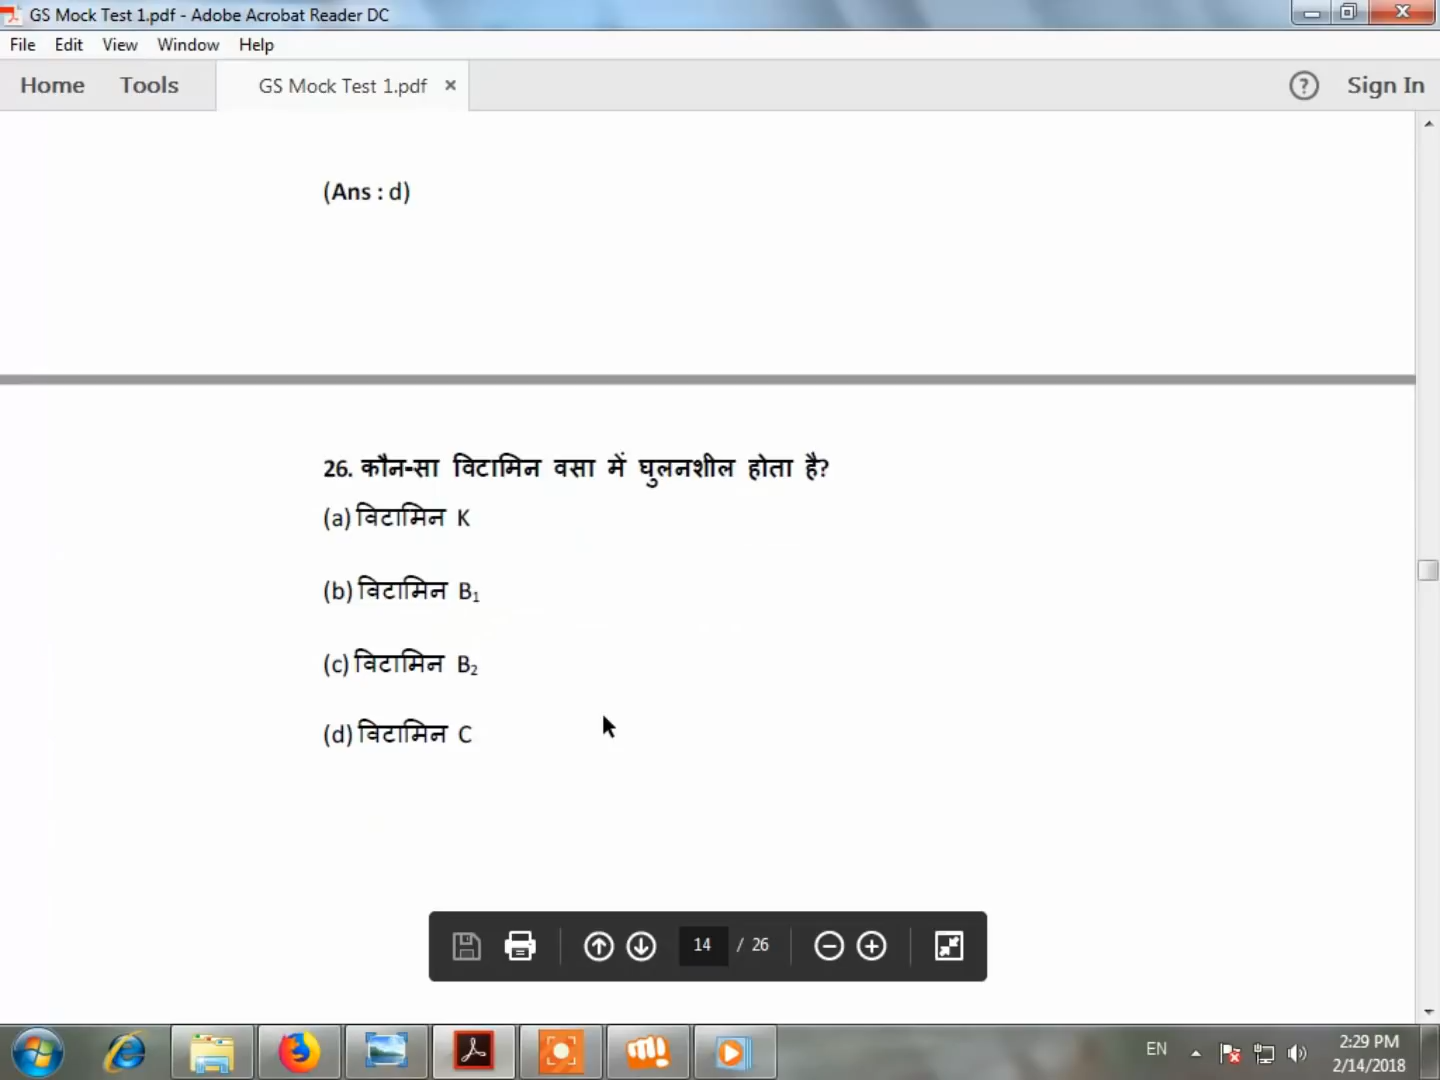 GS Mock Test 1.pdf - Adobe Acrobat Reader DC
File Edit View Window Help
Home Tools GS Mock Test 1.pdf × ? Sign In
(Ans : d)
26. कौन-सा विटामिन वसा में घुलनशील होता है?
(a) विटामिन K
(b) विटामिन B₁
(c) विटामिन B₂
(d) विटामिन C
14 / 26
EN 2:29 PM
2/14/2018